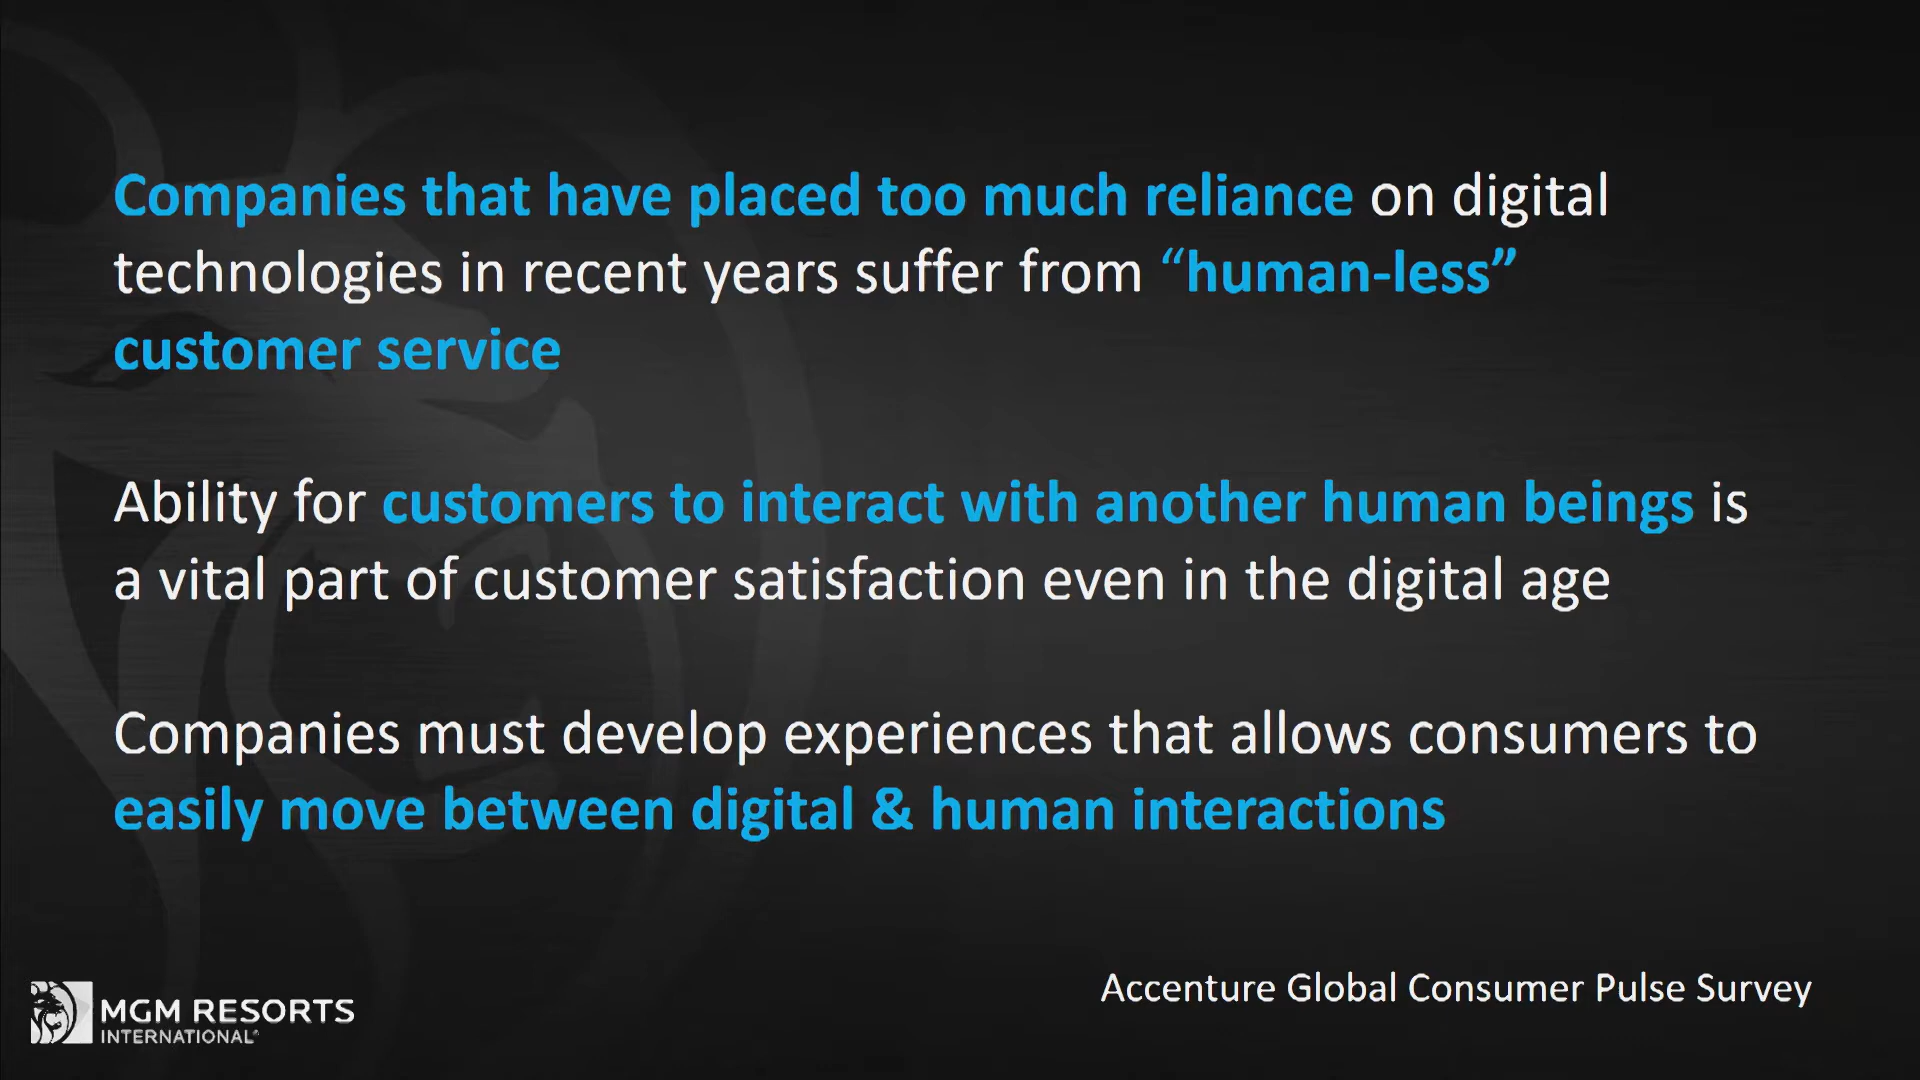 Companies that have placed too much reliance on digital
technologies in recent years suffer from “human-less”
customer service
Ability for customers to interact with another human beings is
a vital part of customer satisfaction even in the digital age
Companies must develop experiences that allows consumers to
easily move between digital & human interactions
Accenture Global Consumer Pulse Survey
MGM RESORTS
INTERNATIONAL®